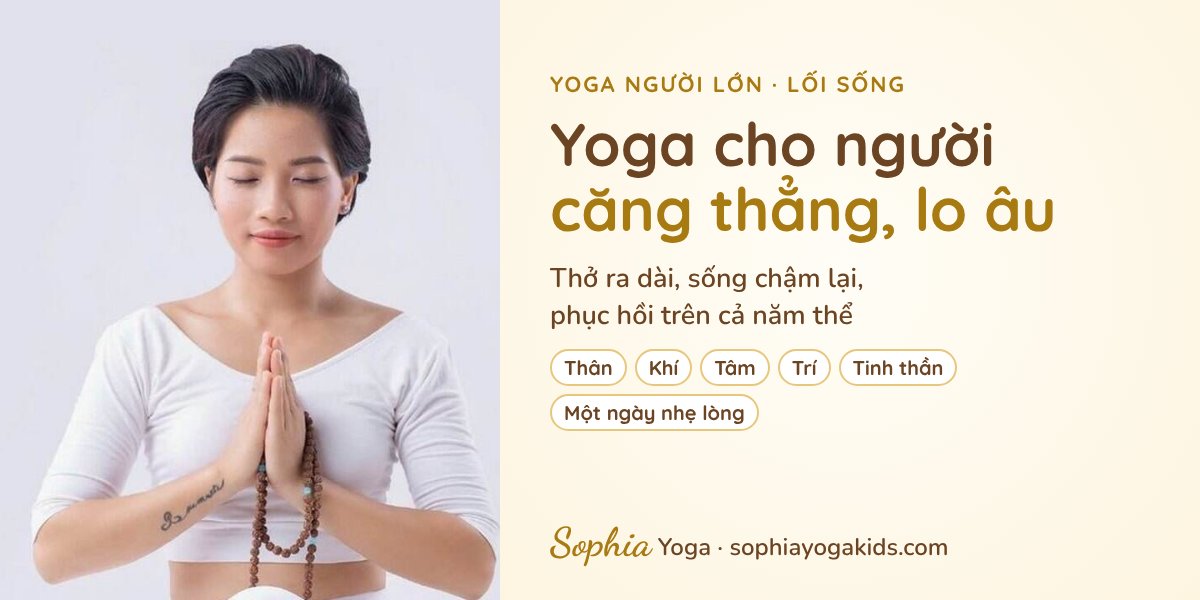 YOGA NGƯỜI LỚN · LỐI SỐNG
Yoga cho người
căng thẳng, lo âu
Thở ra dài, sống chậm lại,
phục hồi trên cả năm thể
Thân Khí Tâm Trí Tinh thần
Một ngày nhẹ lòng
Sophia Yoga · sophiayogakids.com